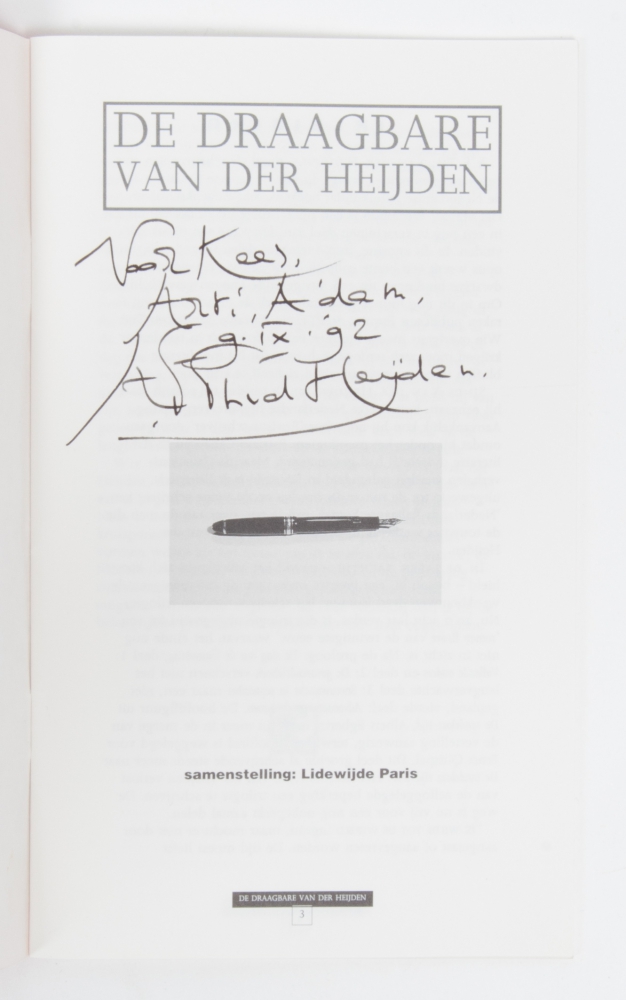 DE DRAAGBARE
VAN DER HEIJDEN
Voor Kees,
Arti, A'dam,
9.IX.92
Heijden.
samenstelling: Lidewijde Paris
DE DRAAGBARE VAN DER HEIJDEN
3